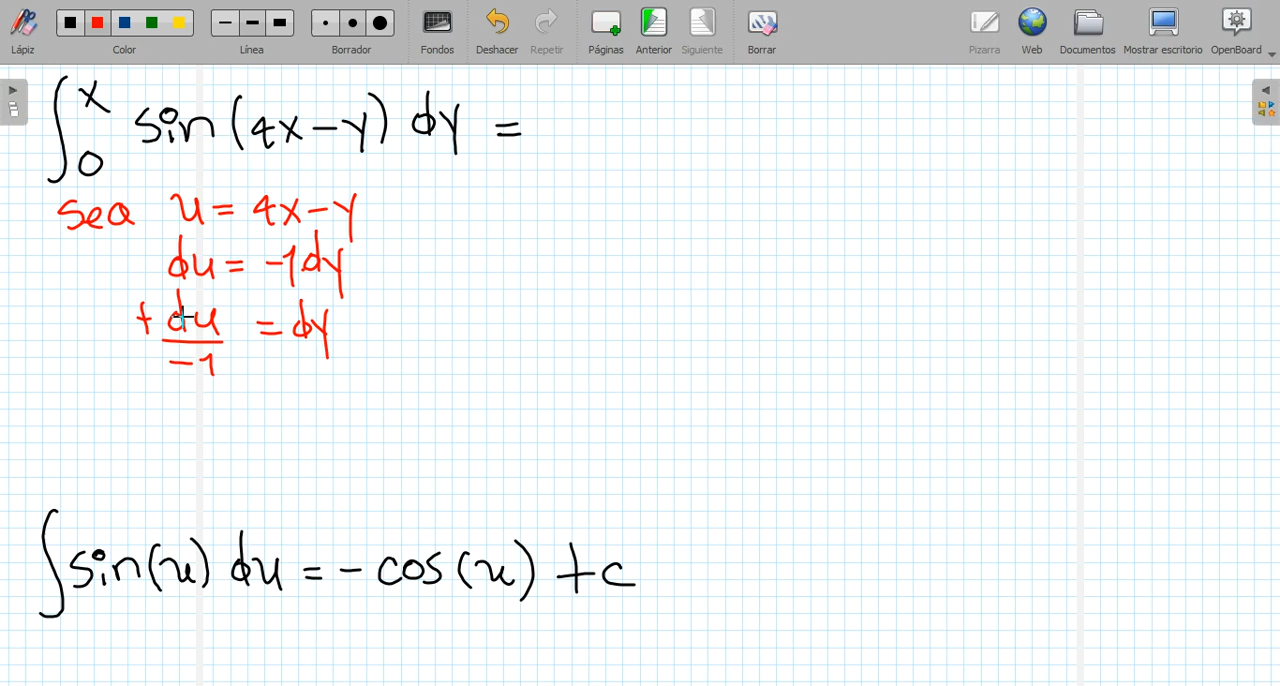 Lápiz Color Línea Borrador Fondos Deshacer Repetir Páginas Anterior Siguiente Borrar Pizarra Web Documentos Mostrar escritorio OpenBoard
∫₀ˣ sin(4x-y) dy =
sea u = 4x-y
du = -1dy
+ du/-1 = dy
∫sin(u) du = - cos(u) + c